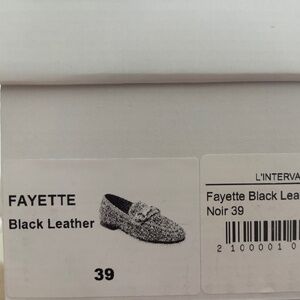 FAYETTE
Black Leather
39
L'INTERVA
Fayette Black Lea
Noir 39
2 100001 0